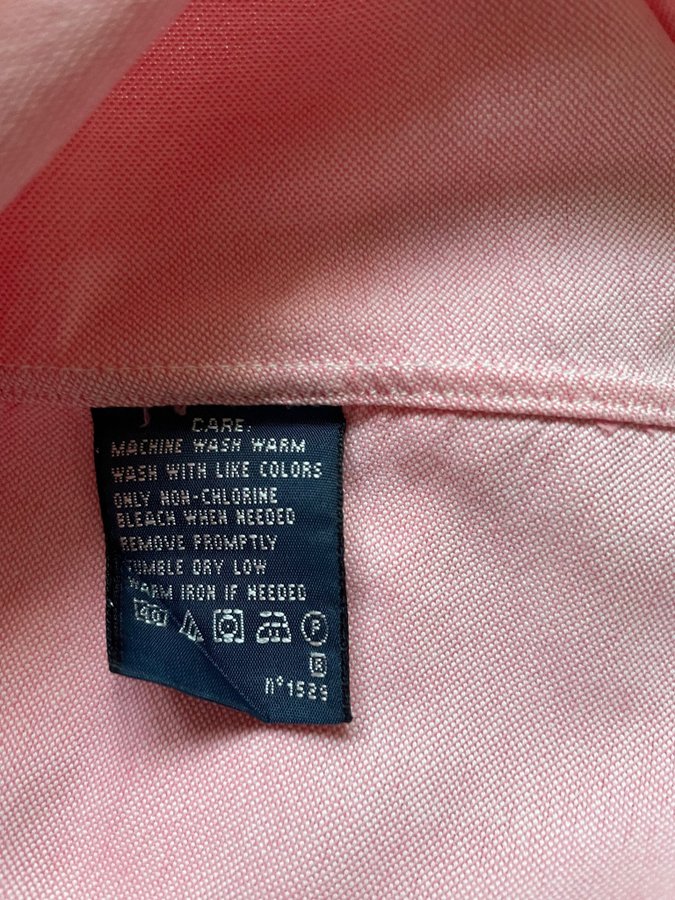 CARE:
MACHINE WASH WARM
WASH WITH LIKE COLORS
ONLY NON-CHLORINE
BLEACH WHEN NEEDED
REMOVE PROMPTLY
TUMBLE DRY LOW
WARM IRON IF NEEDED
40 P
R